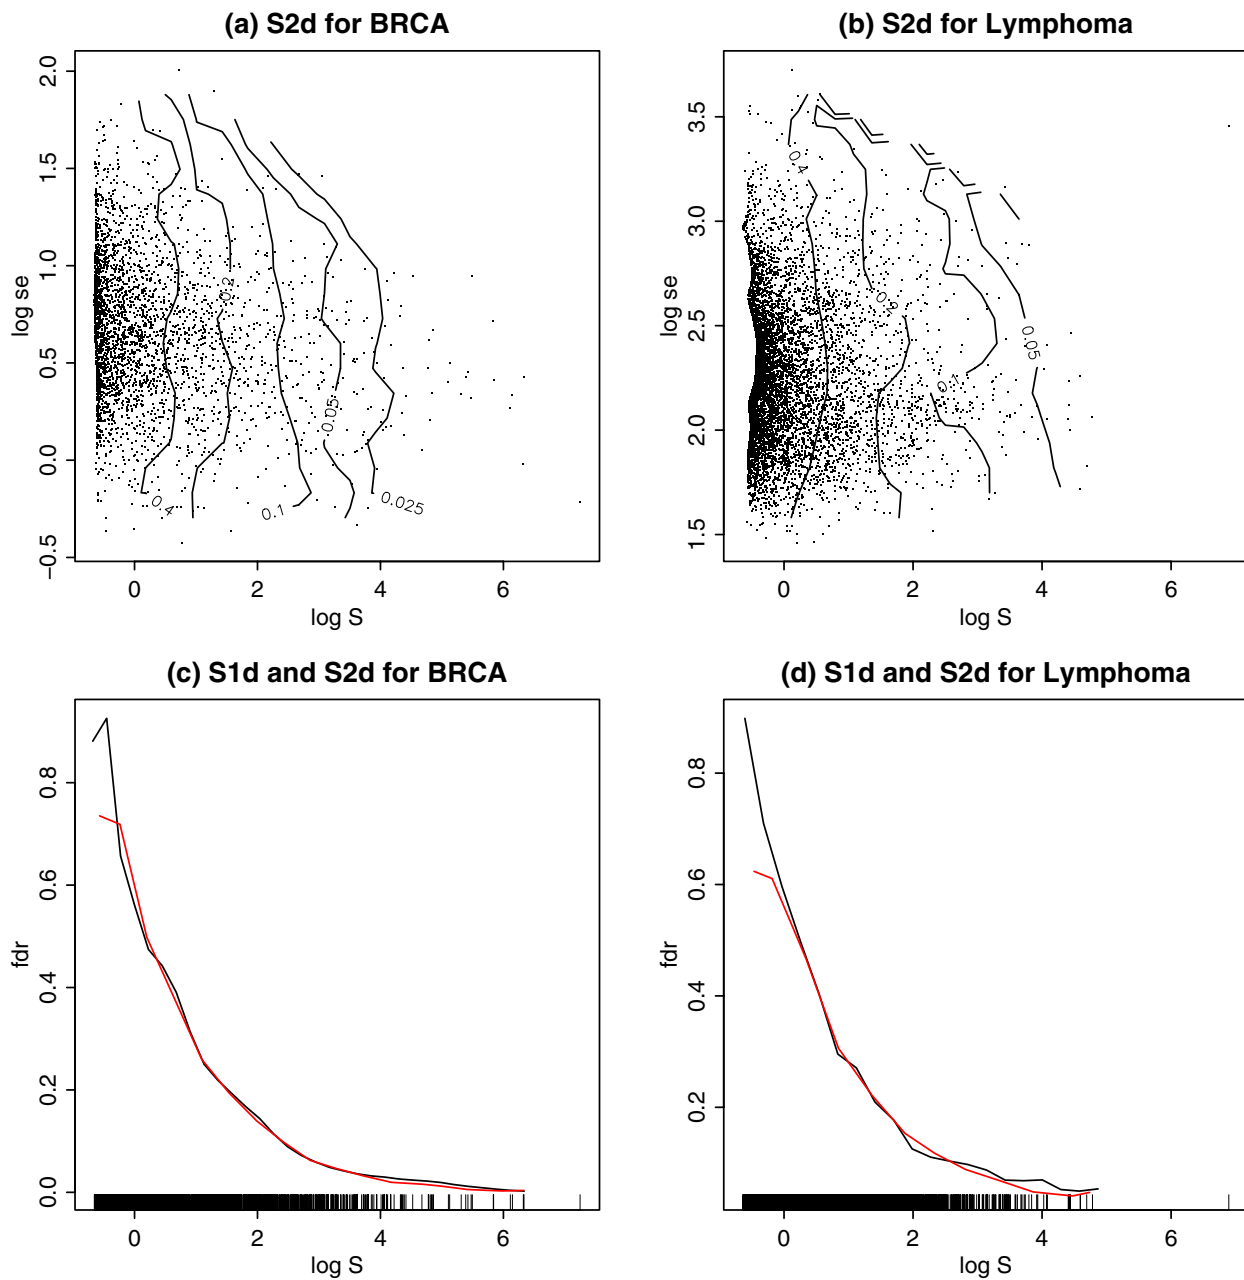 (a) S2d for BRCA
2.0
1.5
1.0
0.5
0.0
−0.5
log se
0.2
0.05
0.4
0.1
0.025
0 2 4 6
log S
(b) S2d for Lymphoma
3.5
3.0
2.5
2.0
1.5
log se
0.4
0.2
0.05
0.1
0 2 4 6
log S
(c) S1d and S2d for BRCA
0.8
0.6
0.4
0.2
0.0
fdr
0 2 4 6
log S
(d) S1d and S2d for Lymphoma
0.8
0.6
0.4
0.2
fdr
0 2 4 6
log S